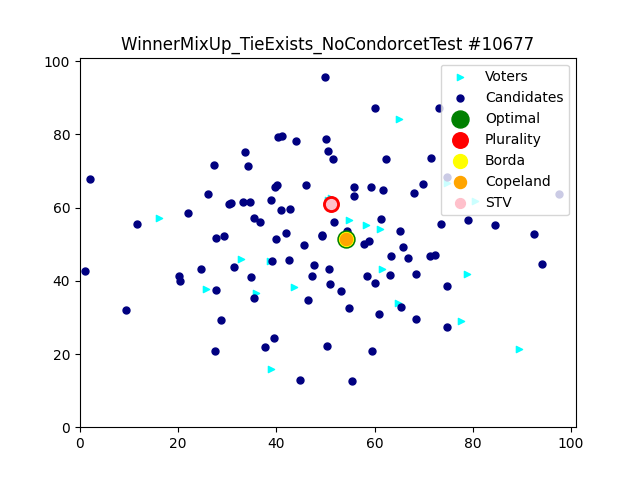 WinnerMixUp_TieExists_NoCondorcetTest #10677
100
80
60
40
20
0
0 20 40 60 80 100
Voters
Candidates
Optimal
Plurality
Borda
Copeland
STV